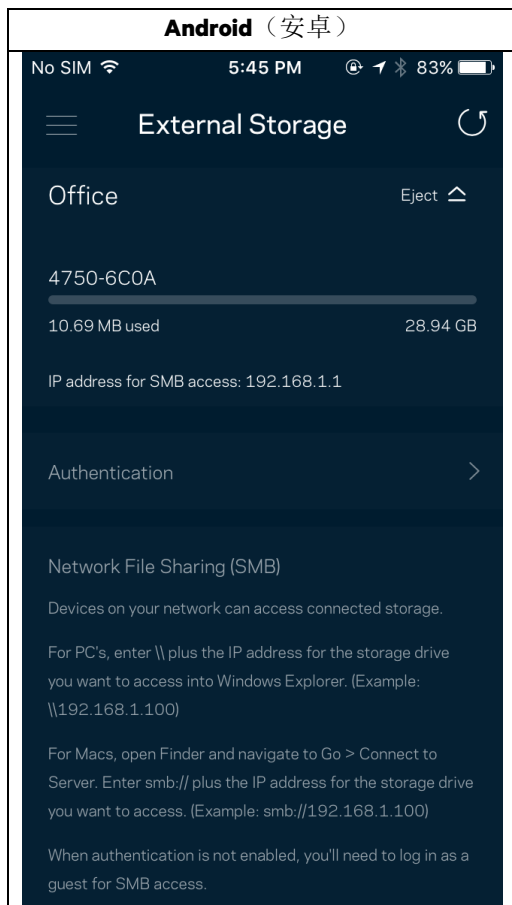 Android（安卓）
No SIM 5:45 PM 83%
External Storage
Office Eject
4750-6C0A
10.69 MB used 28.94 GB
IP address for SMB access: 192.168.1.1
Authentication
Network File Sharing (SMB)
Devices on your network can access connected storage.
For PC's, enter \\ plus the IP address for the storage drive
you want to access into Windows Explorer. (Example:
\\192.168.1.100)
For Macs, open Finder and navigate to Go > Connect to
Server. Enter smb:// plus the IP address for the storage drive
you want to access. (Example: smb://192.168.1.100)
When authentication is not enabled, you'll need to log in as a
guest for SMB access.